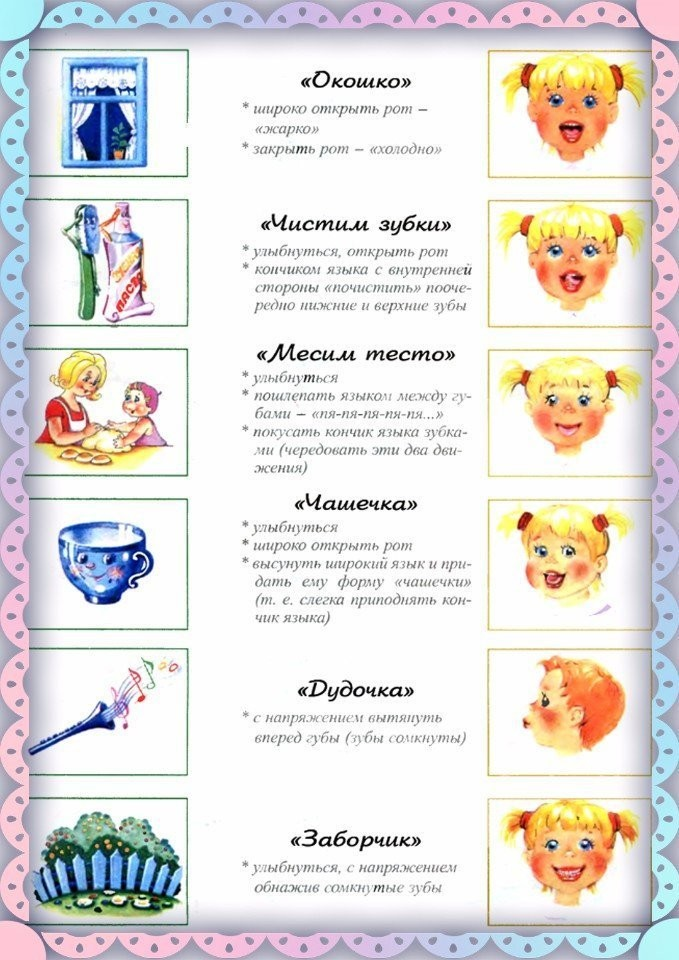 «Окошко»
* широко открыть рот –
«жарко»
* закрыть рот – «холодно»
«Чистим зубки»
* улыбнуться, открыть рот
* кончиком языка с внутренней
стороны «почистить» пооче-
редно нижние и верхние зубы
ПАСТА
«Месим тесто»
* улыбнуться
* пошлепать языком между гу-
бами – «пя-пя-пя-пя-пя...»
* покусать кончик языка зубка-
ми (чередовать эти два дви-
жения)
«Чашечка»
* улыбнуться
* широко открыть рот
* высунуть широкий язык и при-
дать ему форму «чашечки»
(т. е. слегка приподнять кон-
чик языка)
«Дудочка»
* с напряжением вытянуть
вперед губы (зубы сомкнуты)
«Заборчик»
* улыбнуться, с напряжением
обнажив сомкнутые зубы